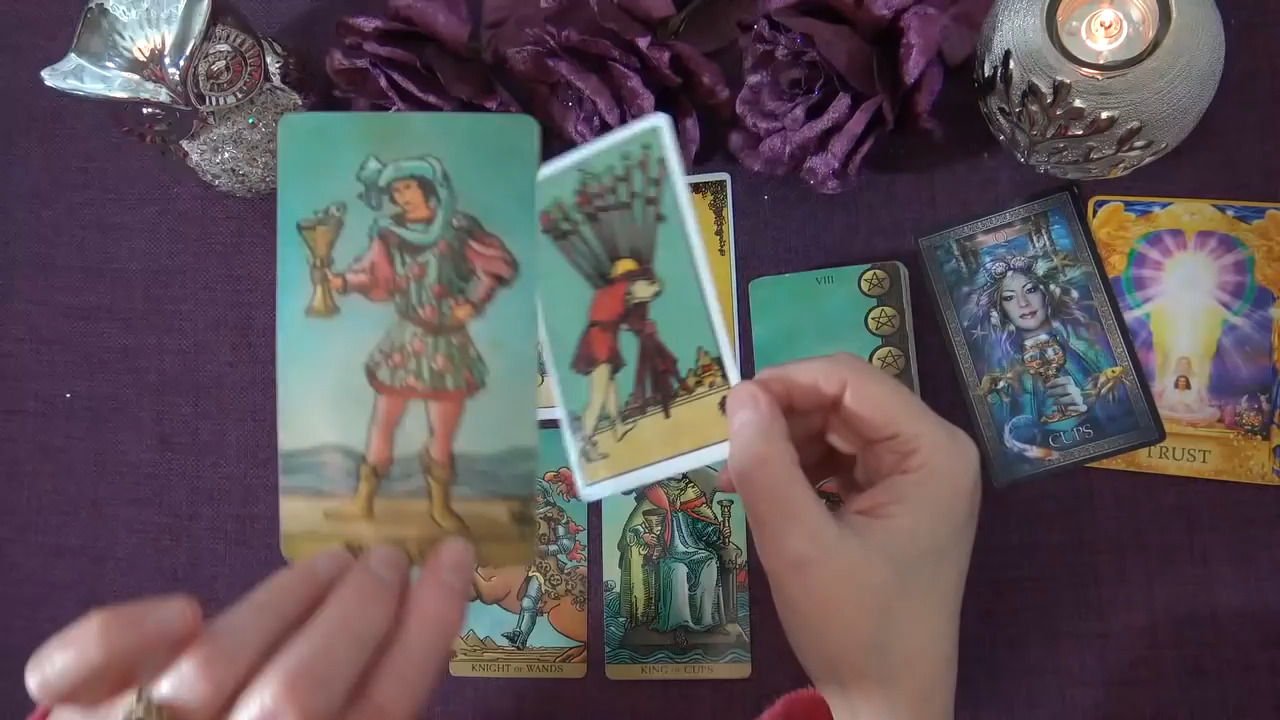 VIII
Q
CUPS
TRUST
KNIGHT OF WANDS
KING OF CUPS